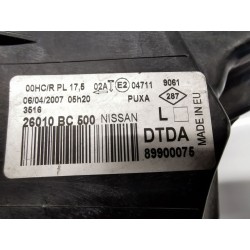 00HC/R PL 17,5 02A E2 04711 9061
06/04/2007 05h20 PUXA 287
3516
26010 BC 500 NISSAN L
DTDA
89900075
MADE IN EU